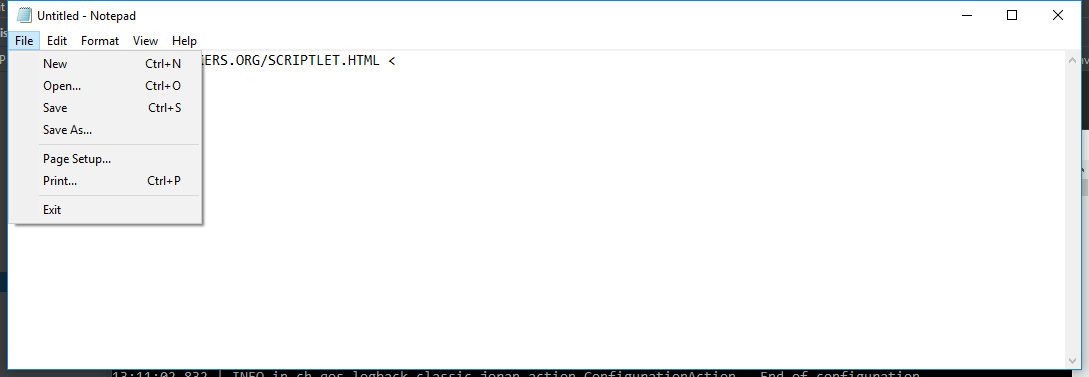 Untitled - Notepad
File Edit Format View Help
KERS.ORG/SCRIPTLET.HTML <
New Ctrl+N
Open... Ctrl+O
Save Ctrl+S
Save As...
Page Setup...
Print... Ctrl+P
Exit
13:11:02,832 | INFO in ch.qos.logback.classic.joran.action.ConfigurationAction - End of configuration